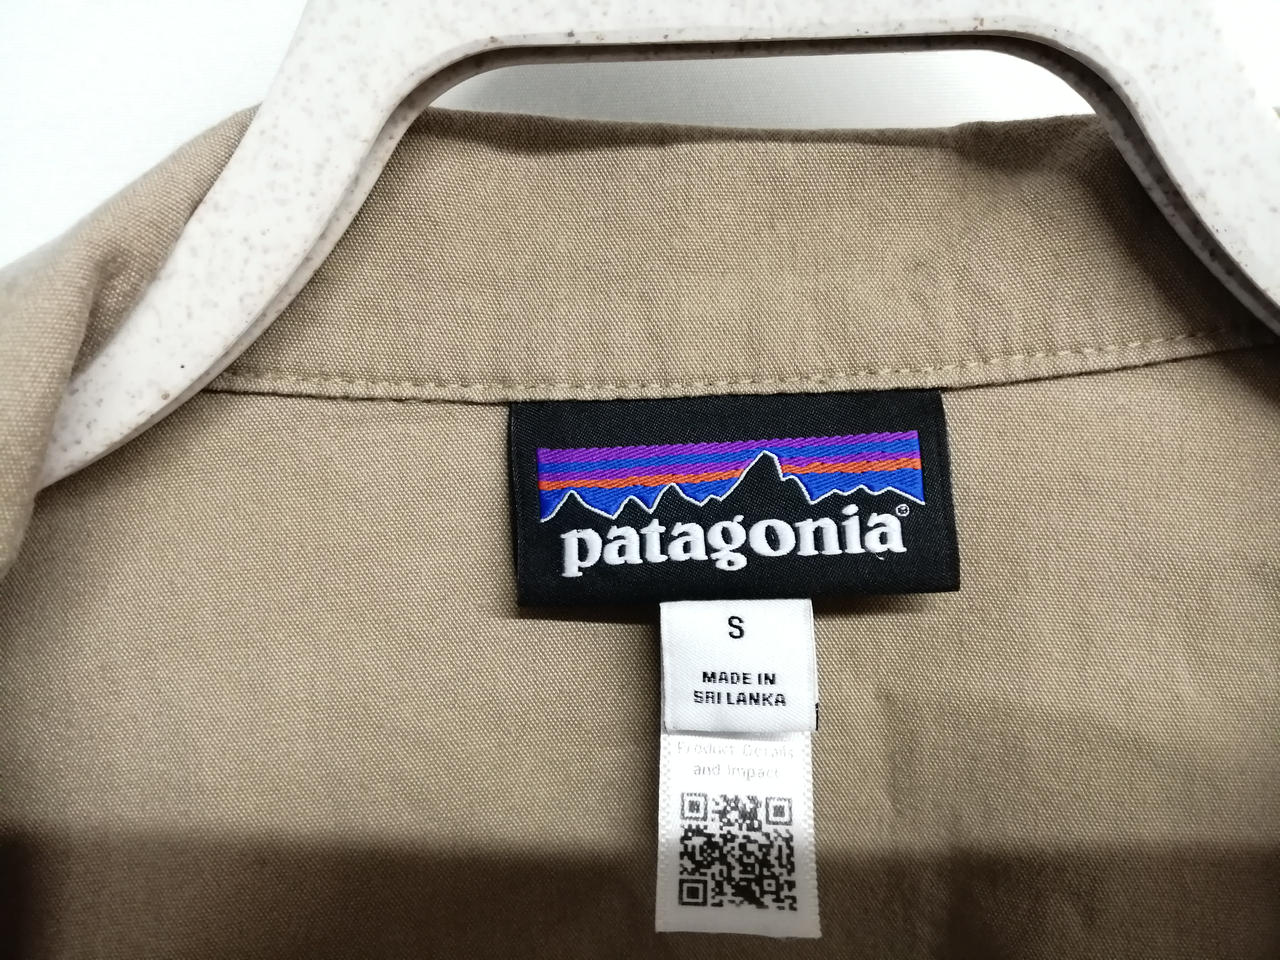 patagonia®
S
MADE IN
SRI LANKA
Product Details
and Impact